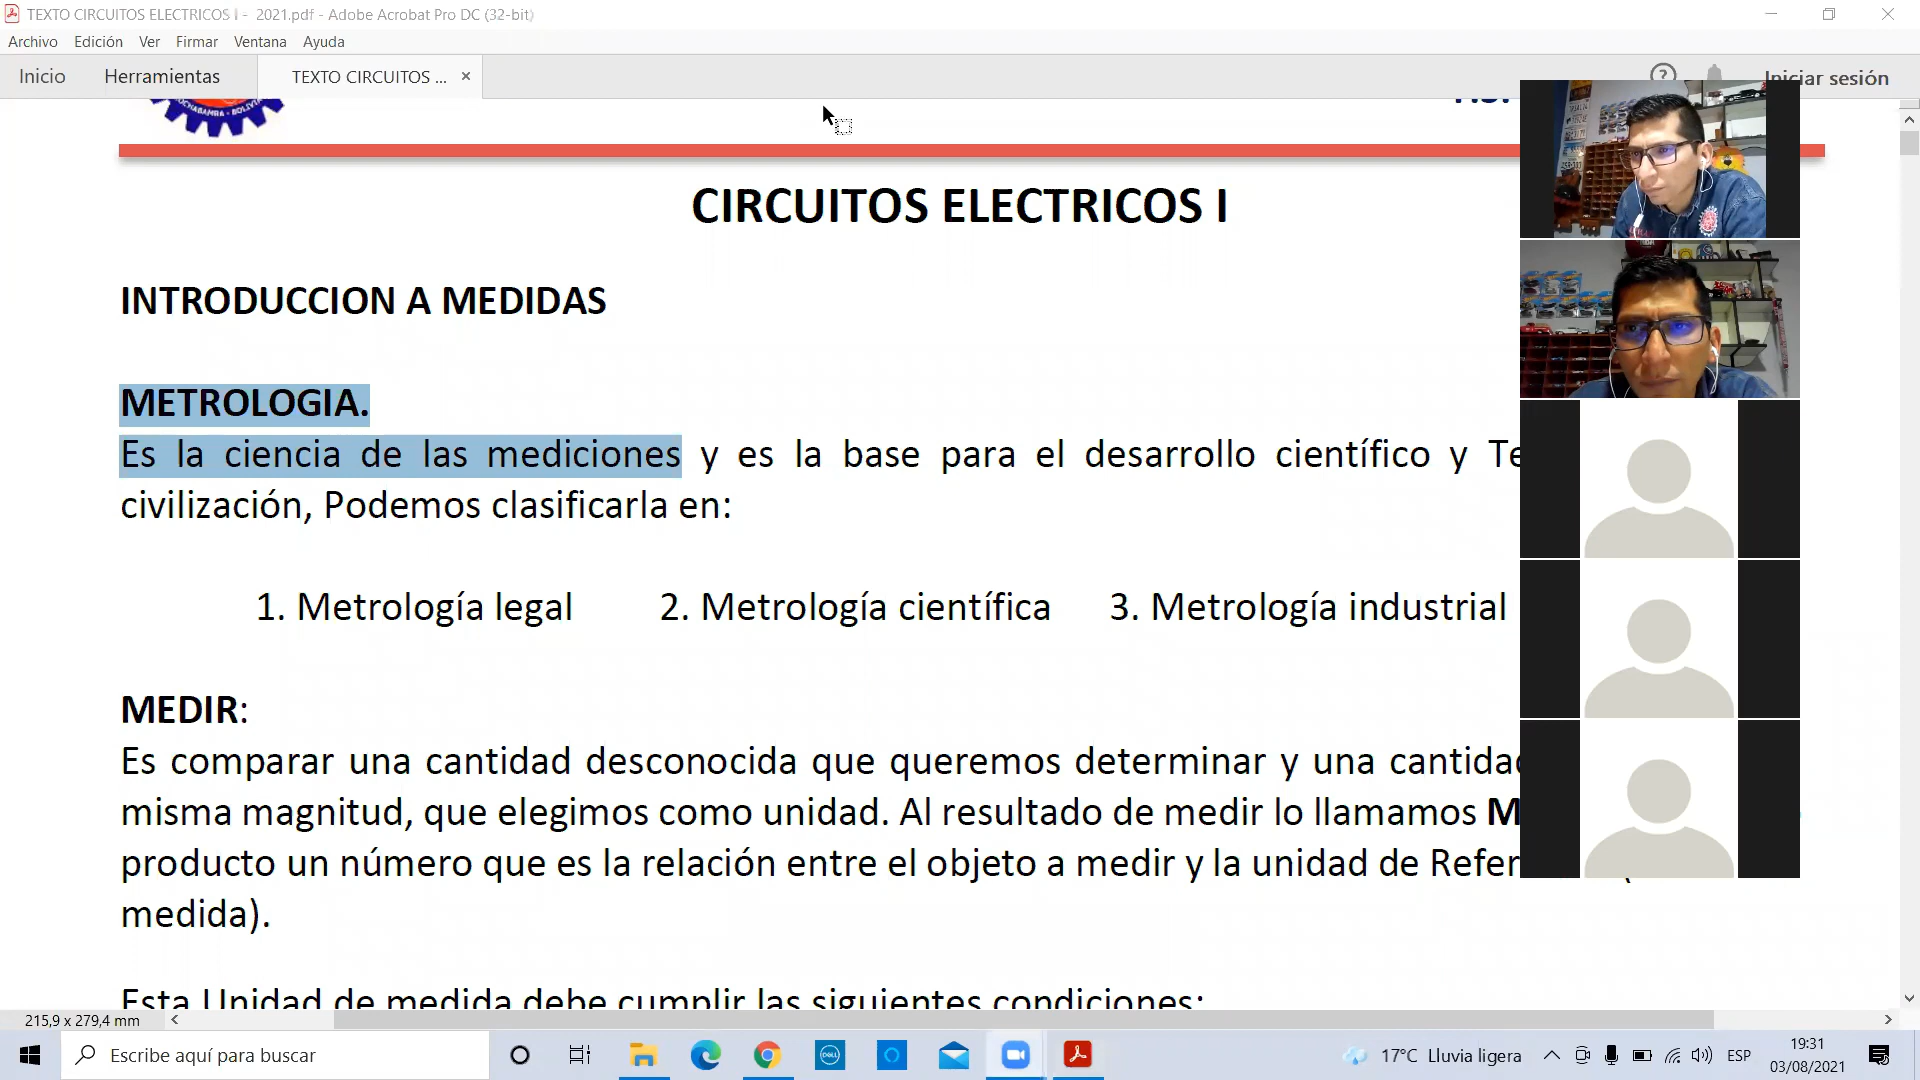 TEXTO CIRCUITOS ELECTRICOS I - 2021.pdf - Adobe Acrobat Pro DC (32-bit)
Archivo Edición Ver Firmar Ventana Ayuda
Inicio Herramientas TEXTO CIRCUITOS ... × Iniciar sesión
COCHABAMBA - BOLIVIA
CIRCUITOS ELECTRICOS I
INTRODUCCION A MEDIDAS
METROLOGIA.
Es la ciencia de las mediciones y es la base para el desarrollo científico y
civilización, Podemos clasificarla en:
1. Metrología legal 2. Metrología científica 3. Metrología industrial
MEDIR:
Es comparar una cantidad desconocida que queremos determinar y una
misma magnitud, que elegimos como unidad. Al resultado de medir lo llamamos
producto un número que es la relación entre el objeto a medir y la unidad de
medida).
Esta Unidad de medida debe cumplir las siguientes condiciones:
215,9 x 279,4 mm
Escribe aquí para buscar
DELL
17°C Lluvia ligera ESP 19:31
03/08/2021